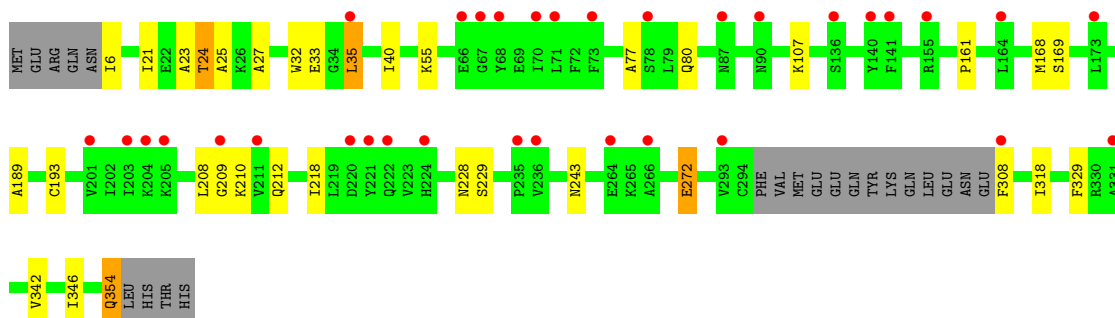 MET GLU ARG GLN ASN I6 I21 E22 A23 T24 A25 K26 A27 W32 E33 G34 L35 I40 K55 E66 G67 Y68 E69 I70 L71 F72 F73 A77 S78 L79 Q80 N87 N90 K107 S136 Y140 F141 R155 P161 L164 M168 S169 L173
A189 C193 V201 I202 I203 K204 K205 L208 G209 K210 V211 Q212 I218 L219 D220 Y221 Q222 V223 H224 N228 S229 P235 V236 N243 E264 K265 A266 E272 V293 C294 PHE VAL MET GLU GLU GLN TYR LYS GLN LEU GLU ASN GLU F308 I318 F329 R330 A331
V342 I346 Q354 LEU HIS THR HIS